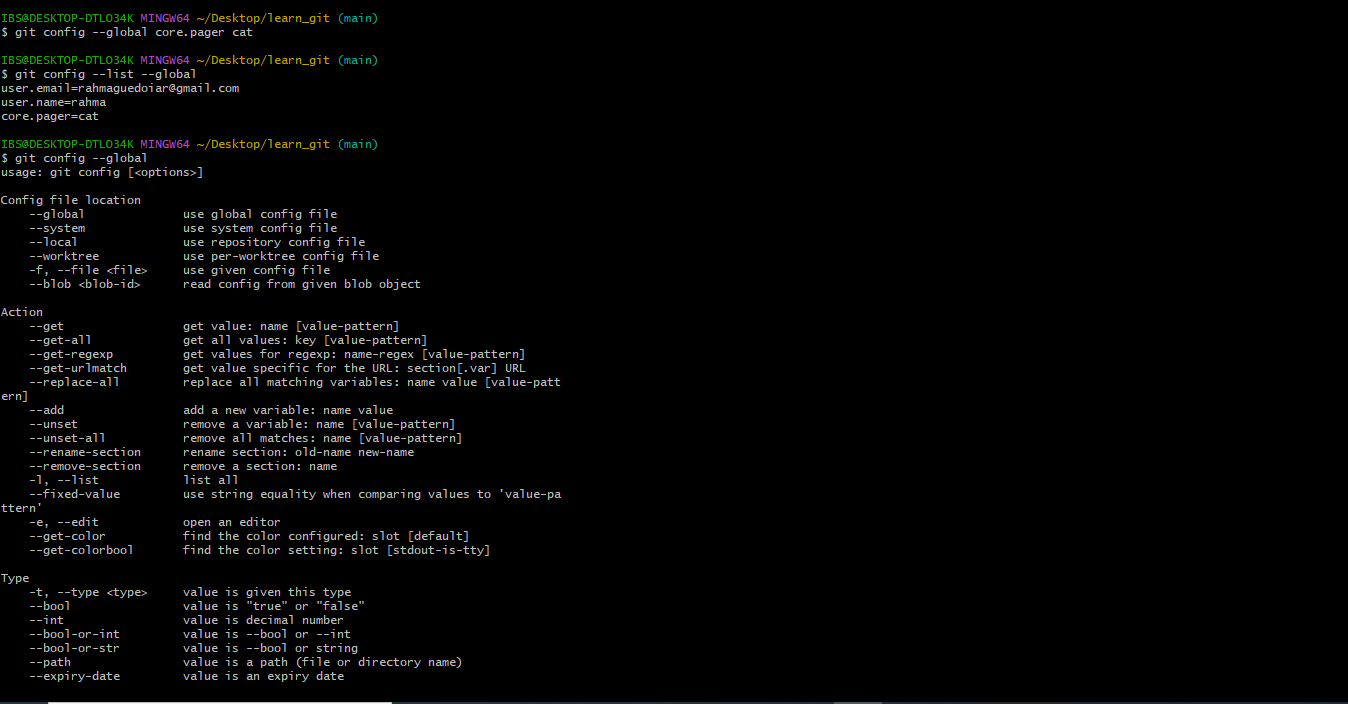 IBS@DESKTOP-DTLO34K MINGW64 ~/Desktop/learn_git (main)
$ git config --global core.pager cat
IBS@DESKTOP-DTLO34K MINGW64 ~/Desktop/learn_git (main)
$ git config --list --global
user.email=rahmaguedoiar@gmail.com
user.name=rahma
core.pager=cat
IBS@DESKTOP-DTLO34K MINGW64 ~/Desktop/learn_git (main)
$ git config --global
usage: git config [<options>]
Config file location
    --global              use global config file
    --system              use system config file
    --local               use repository config file
    --worktree            use per-worktree config file
    -f, --file <file>     use given config file
    --blob <blob-id>      read config from given blob object
Action
    --get                 get value: name [value-pattern]
    --get-all             get all values: key [value-pattern]
    --get-regexp          get values for regexp: name-regex [value-pattern]
    --get-urlmatch        get value specific for the URL: section[.var] URL
    --replace-all         replace all matching variables: name value [value-patt
ern]
    --add                 add a new variable: name value
    --unset               remove a variable: name [value-pattern]
    --unset-all           remove all matches: name [value-pattern]
    --rename-section      rename section: old-name new-name
    --remove-section      remove a section: name
    -l, --list            list all
    --fixed-value         use string equality when comparing values to 'value-pa
ttern'
    -e, --edit            open an editor
    --get-color           find the color configured: slot [default]
    --get-colorbool       find the color setting: slot [stdout-is-tty]
Type
    -t, --type <type>     value is given this type
    --bool                value is "true" or "false"
    --int                 value is decimal number
    --bool-or-int         value is --bool or --int
    --bool-or-str         value is --bool or string
    --path                value is a path (file or directory name)
    --expiry-date         value is an expiry date